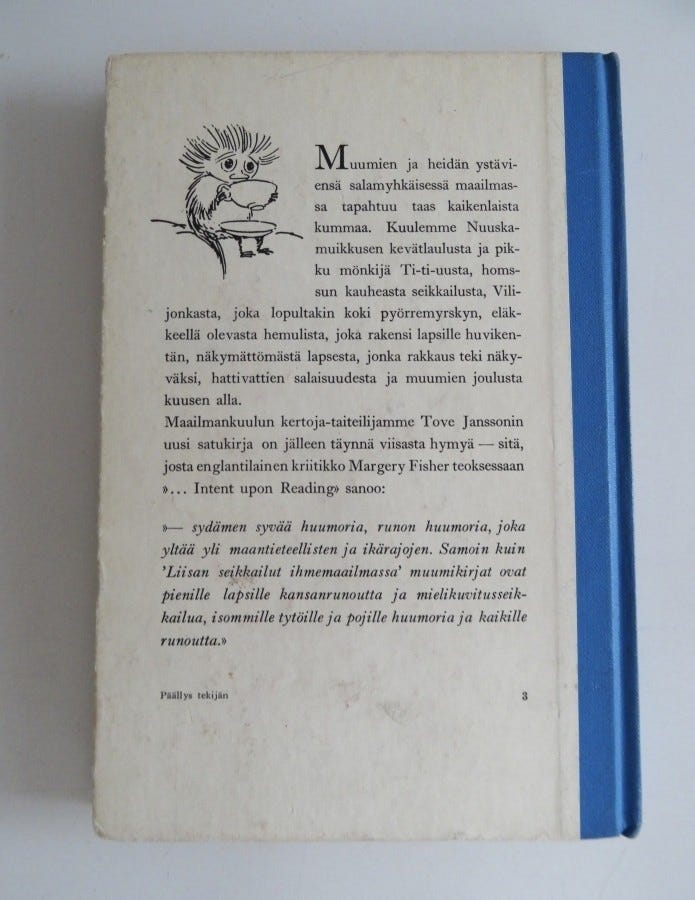 Muumien ja heidän ystävi-
ensä salamyhkäisessä maailmas-
sa tapahtuu taas kaikenlaista
kummaa. Kuulemme Nuuska-
muikkusen kevätlaulusta ja pik-
ku mönkijä Ti-ti-uusta, homs-
sun kauheasta seikkailusta, Vili-
jonkasta, joka lopultakin koki pyörremyrskyn, eläk-
keellä olevasta hemulista, joka rakensi lapsille huviken-
tän, näkymättömästä lapsesta, jonka rakkaus teki näky-
väksi, hattivattien salaisuudesta ja muumien joulusta
kuusen alla.
Maailmankuulun kertoja-taiteilijamme Tove Janssonin
uusi satukirja on jälleen täynnä viisasta hymyä — sitä,
josta englantilainen kriitikko Margery Fisher teoksessaan
»... Intent upon Reading» sanoo:
»— sydämen syvää huumoria, runon huumoria, joka
yltää yli maantieteellisten ja ikärajojen. Samoin kuin
'Liisan seikkailut ihmemaailmassa' muumikirjat ovat
pienille lapsille kansanrunoutta ja mielikuvitusseik-
kailua, isommille tytöille ja pojille huumoria ja kaikille
runoutta.»
Päällys tekijän 3